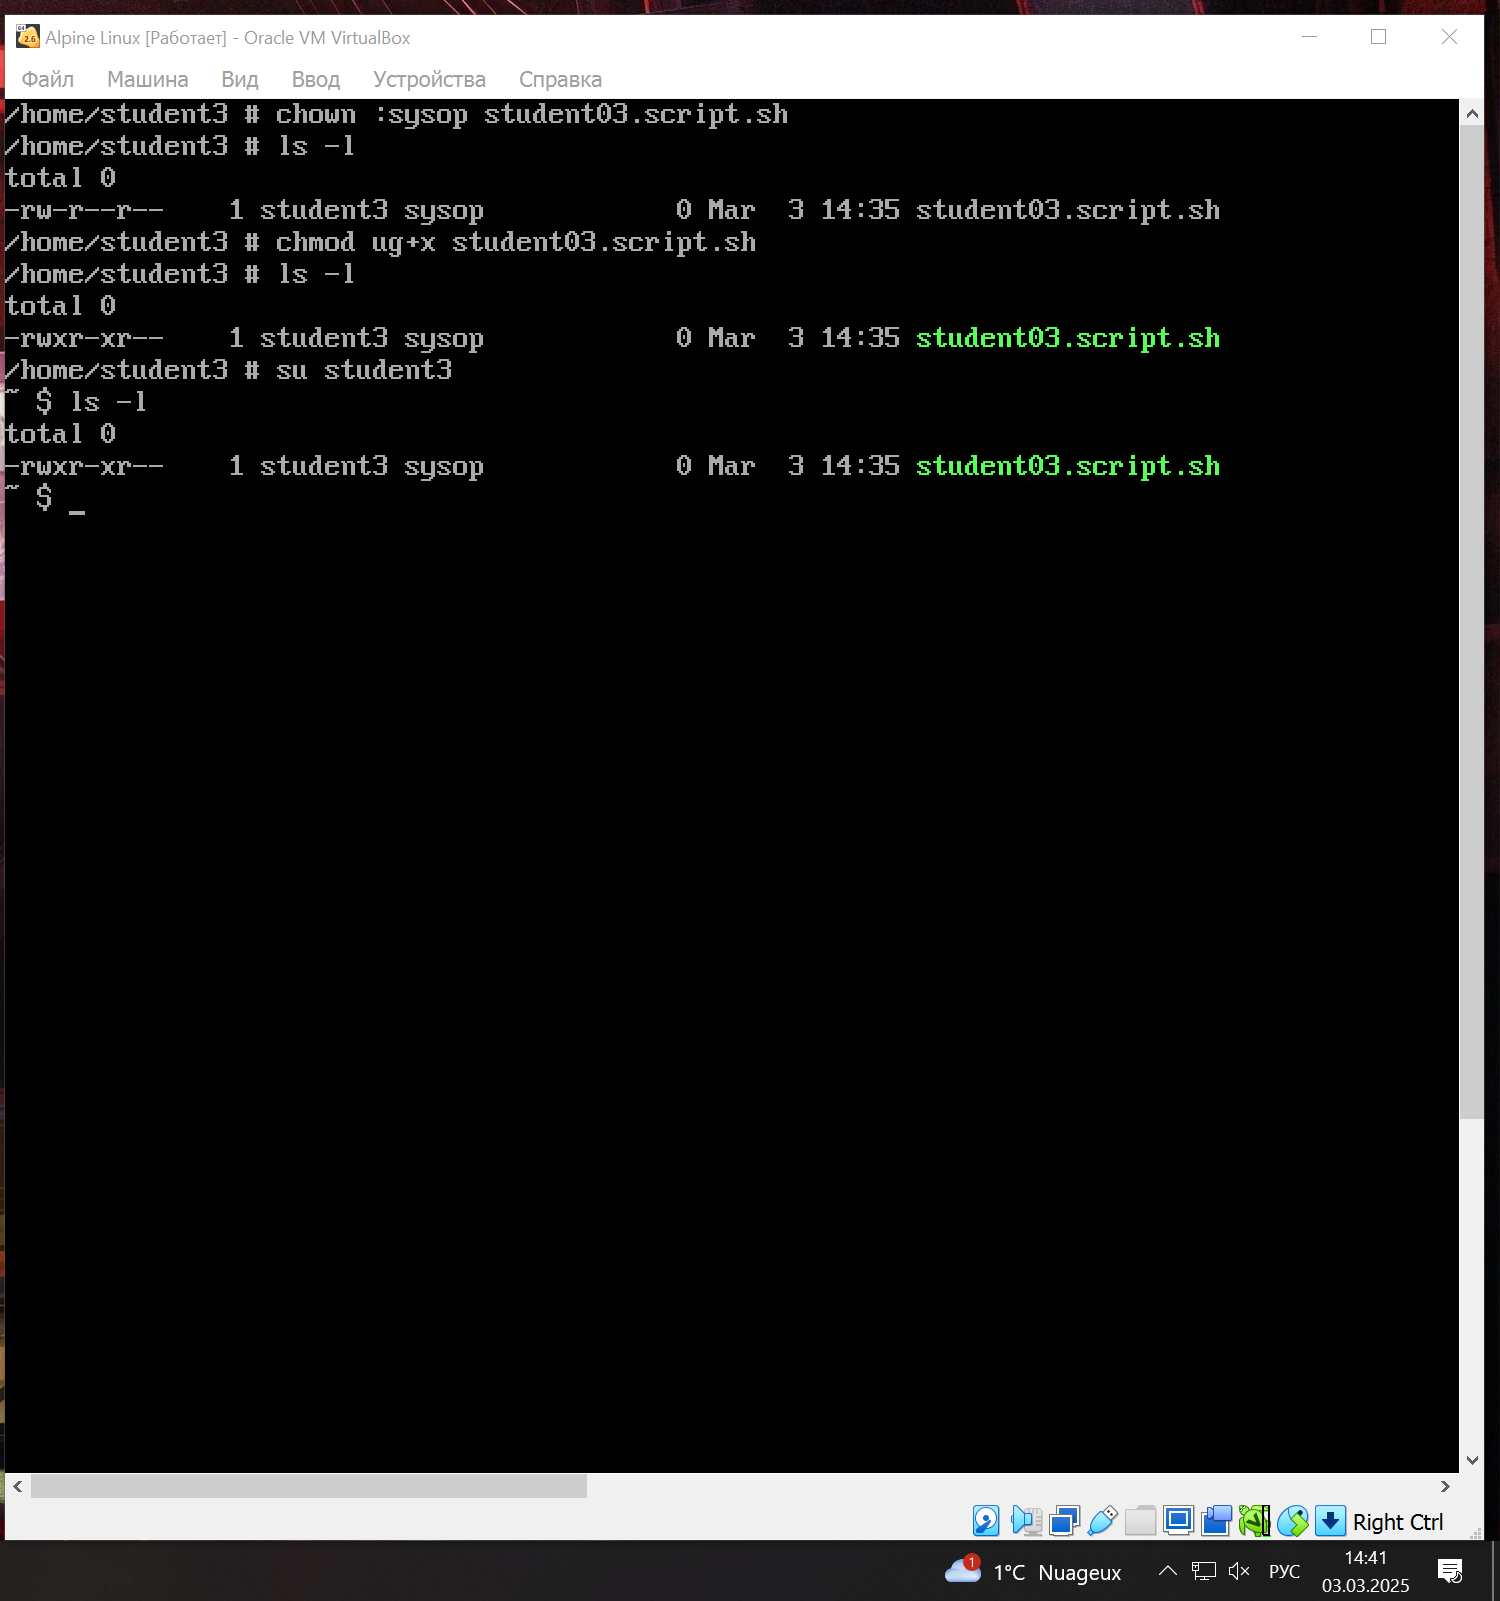 64
2.6
Alpine Linux [Работает] - Oracle VM VirtualBox
Файл Машина Вид Ввод Устройства Справка
/home/student3 # chown :sysop student03.script.sh
/home/student3 # ls -l
total 0
-rw-r--r-- 1 student3 sysop 0 Mar 3 14:35 student03.script.sh
/home/student3 # chmod ug+x student03.script.sh
/home/student3 # ls -l
total 0
-rwxr-xr-- 1 student3 sysop 0 Mar 3 14:35 student03.script.sh
/home/student3 # su student3
~ $ ls -l
total 0
-rwxr-xr-- 1 student3 sysop 0 Mar 3 14:35 student03.script.sh
~ $ _
Right Ctrl
1
1°C Nuageux
РУС
14:41
03.03.2025